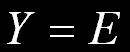 Y = E